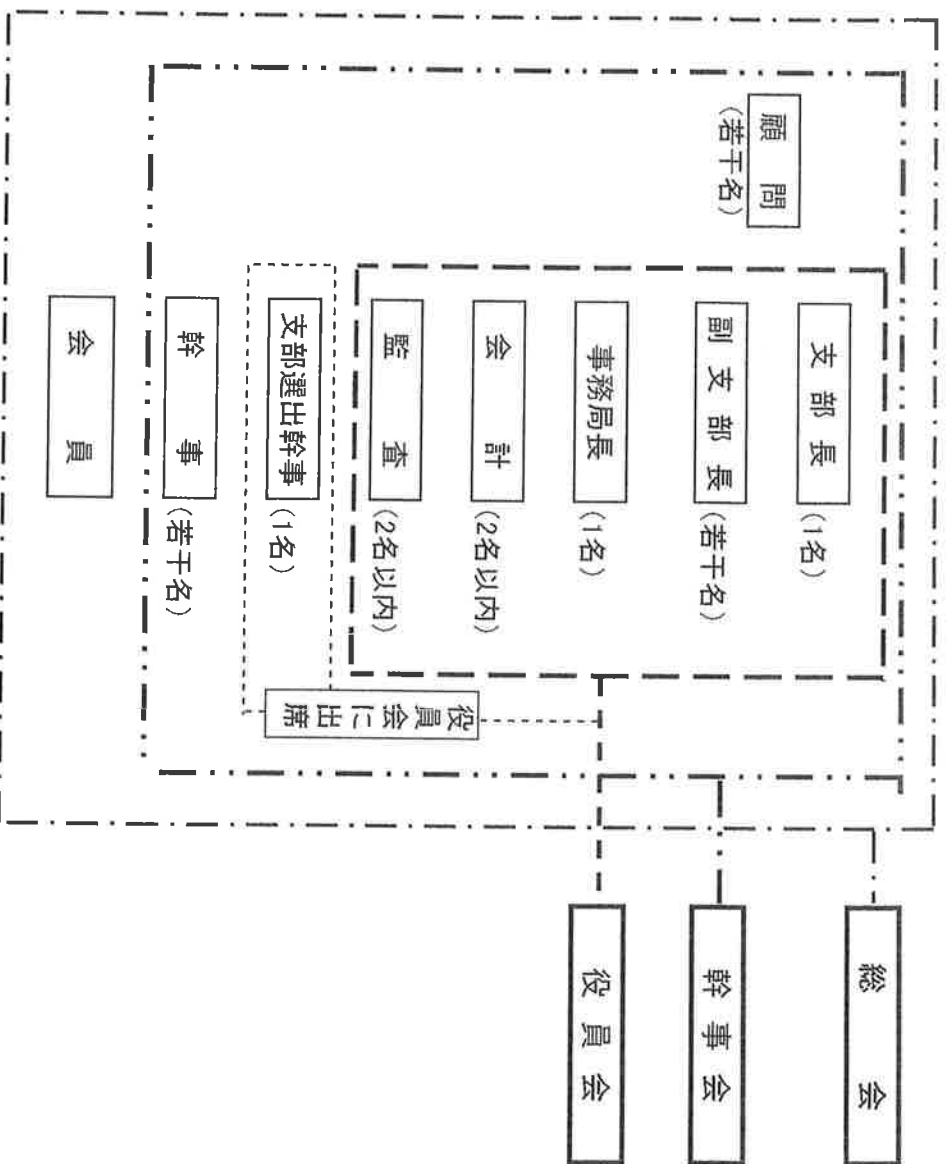 総会
幹事会
役員会
支部長
(1名)
副支部長
(若干名)
事務局長
(1名)
会計
(2名以内)
監査
(2名以内)
支部選出幹事
(1名)
幹事
(若干名)
会員
顧問
(若干名)
役員会に出席